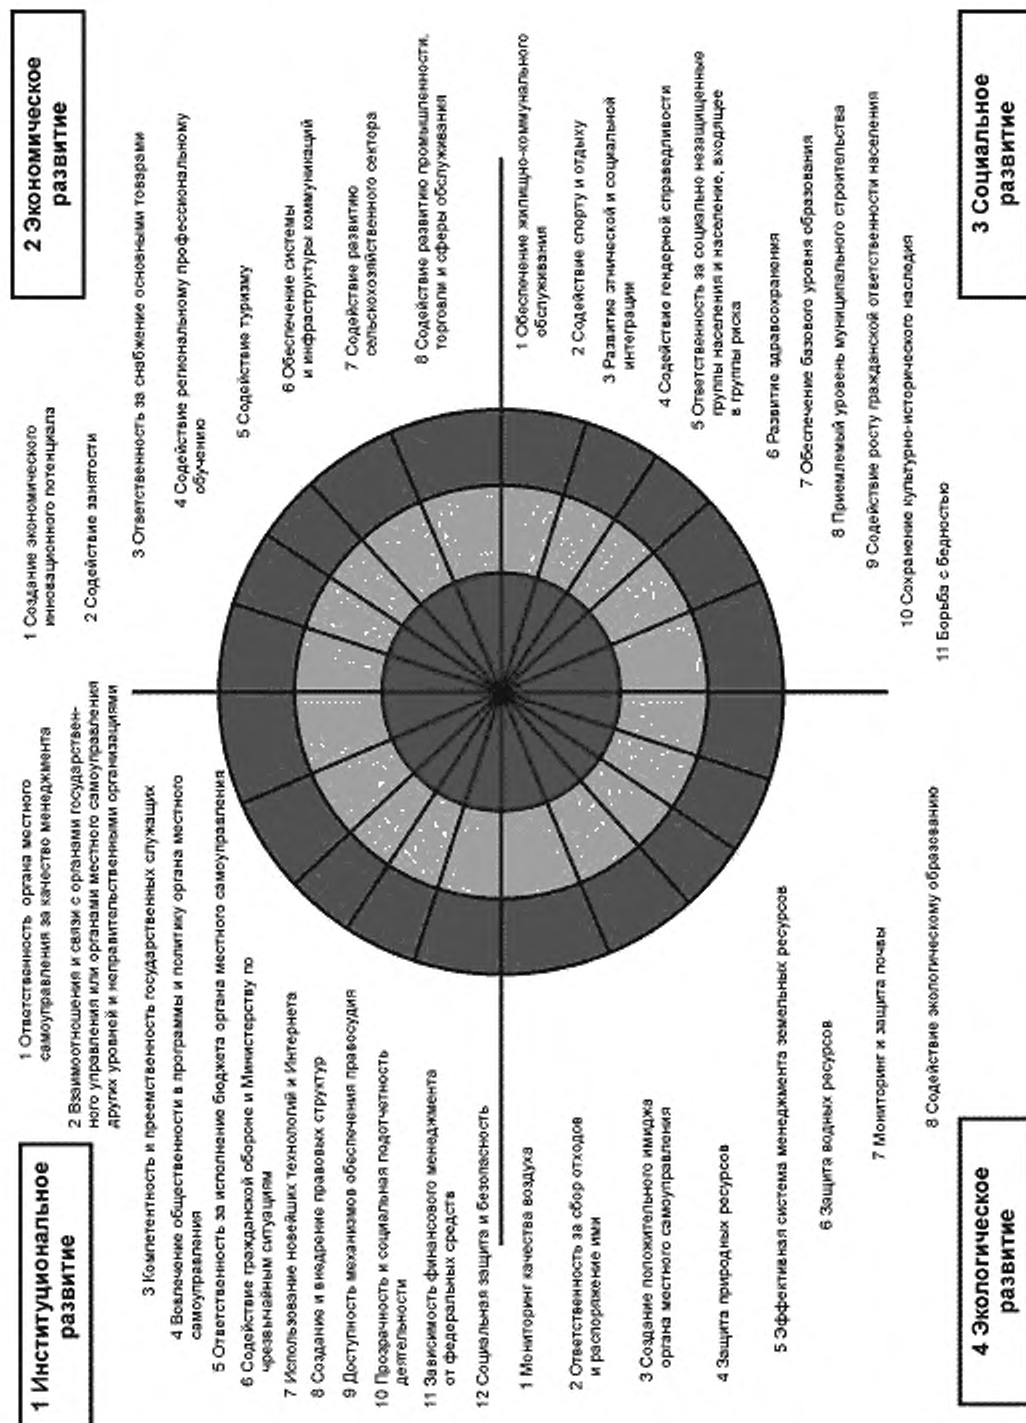 1 Институциональное
развитие
1 Ответственность органа местного
самоуправления за качество менеджмента
2 Взаимоотношения и связи с органами государствен-
ного управления или органами местного самоуправления
других уровней и неправительственными организациями
3 Компетентность и преемственность государственных служащих
4 Вовлечение общественности в программы и политику органа местного
самоуправления
5 Ответственность за исполнение бюджета органа местного самоуправления
6 Содействие гражданской обороне и Министерству по
чрезвычайным ситуациям
7 Использование новейших технологий и Интернета
8 Создание и внедрение правовых структур
9 Доступность механизмов обеспечения правосудия
10 Прозрачность и социальная подотчетность
деятельности
11 Зависимость финансового менеджмента
от федеральных средств
12 Социальная защита и безопасность
2 Экономическое
развитие
1 Создание экономического
инновационного потенциала
2 Содействие занятости
3 Ответственность за снабжение основными товарами
4 Содействие региональному профессиональному
обучению
5 Содействие туризму
6 Обеспечение системы
и инфраструктуры коммуникаций
7 Содействие развитию
сельскохозяйственного сектора
8 Содействие развитию промышленности,
торговли и сферы обслуживания
3 Социальное
развитие
1 Обеспечение жилищно-коммунального
обслуживания
2 Содействие спорту и отдыху
3 Развитие этнической и социальной
интеграции
4 Содействие гендерной справедливости
5 Ответственность за социально незащищенные
группы населения и население, входящее
в группы риска
6 Развитие здравоохранения
7 Обеспечение базового уровня образования
8 Приемлемый уровень муниципального строительства
9 Содействие росту гражданской ответственности населения
10 Сохранение культурно-исторического наследия
11 Борьба с бедностью
4 Экологическое
развитие
1 Мониторинг качества воздуха
2 Ответственность за сбор отходов
и распоряжение ими
3 Создание положительного имиджа
органа местного самоуправления
4 Защита природных ресурсов
5 Эффективная система менеджмента земельных ресурсов
6 Защита водных ресурсов
7 Мониторинг и защита почвы
8 Содействие экологическому образованию